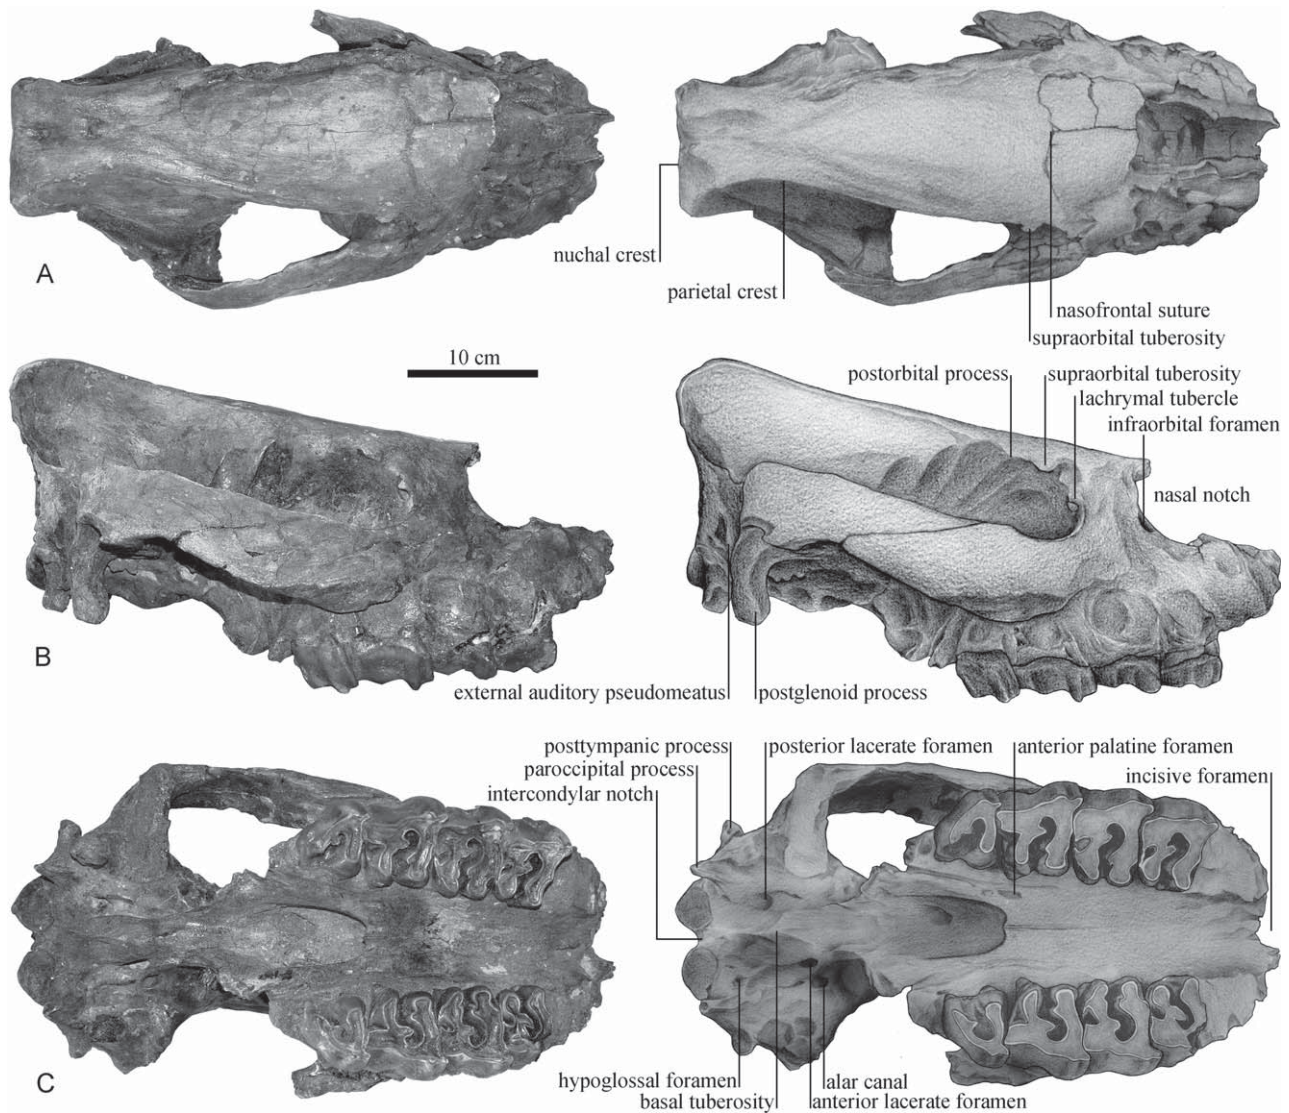 nuchal crest
A
parietal crest
nasofrontal suture
supraorbital tuberosity
10 cm
postorbital process
supraorbital tuberosity
lachrymal tubercle
infraorbital foramen
nasal notch
B
external auditory pseudomeatus
postglenoid process
posttympanic process
posterior lacerate foramen
anterior palatine foramen
paroccipital process
incisive foramen
intercondylar notch
C
hypoglossal foramen
alar canal
basal tuberosity
anterior lacerate foramen